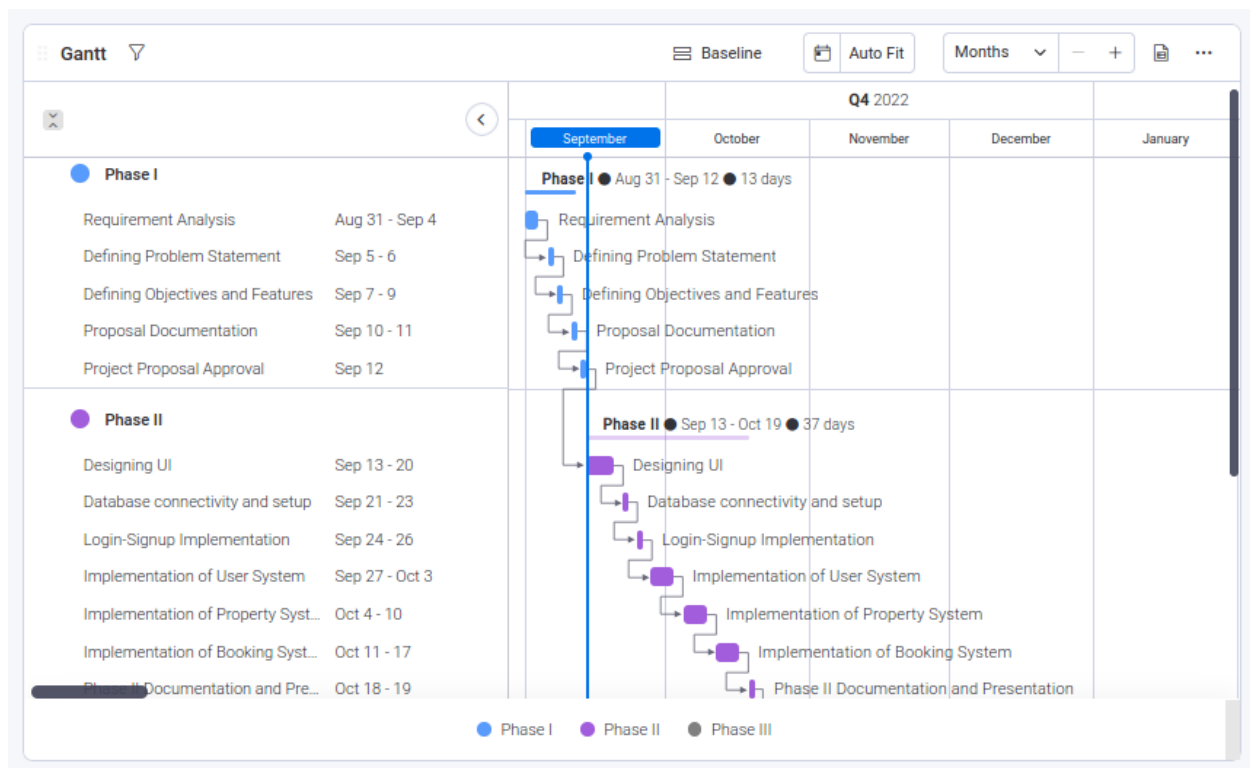 Gantt Baseline Auto Fit Months
Q4 2022
September October November December January
Phase I
Phase I ● Aug 31 - Sep 12 ● 13 days
Requirement Analysis Aug 31 - Sep 4 Requirement Analysis
Defining Problem Statement Sep 5 - 6 Defining Problem Statement
Defining Objectives and Features Sep 7 - 9 Defining Objectives and Features
Proposal Documentation Sep 10 - 11 Proposal Documentation
Project Proposal Approval Sep 12 Project Proposal Approval
Phase II
Phase II ● Sep 13 - Oct 19 ● 37 days
Designing UI Sep 13 - 20 Designing UI
Database connectivity and setup Sep 21 - 23 Database connectivity and setup
Login-Signup Implementation Sep 24 - 26 Login-Signup Implementation
Implementation of User System Sep 27 - Oct 3 Implementation of User System
Implementation of Property Syst... Oct 4 - 10 Implementation of Property System
Implementation of Booking Syst... Oct 11 - 17 Implementation of Booking System
Phase II Documentation and Pre... Oct 18 - 19 Phase II Documentation and Presentation
Phase I Phase II Phase III